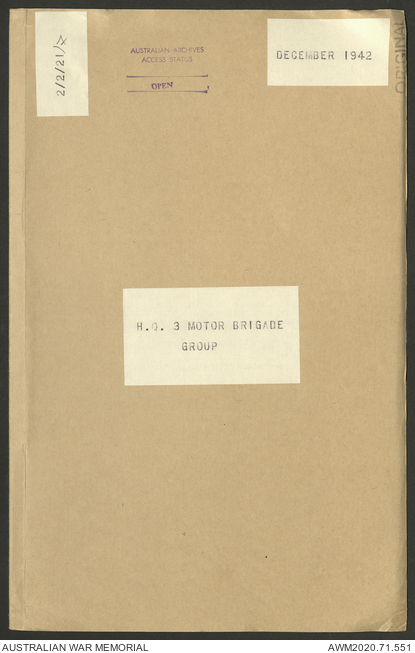 2/2/21/
AUSTRALIAN ARCHIVES
ACCESS STATUS
OPEN
DECEMBER 1942
ORIGINAL
H.Q. 3 MOTOR BRIGADE
GROUP
AUSTRALIAN WAR MEMORIAL
AWM2020.71.551